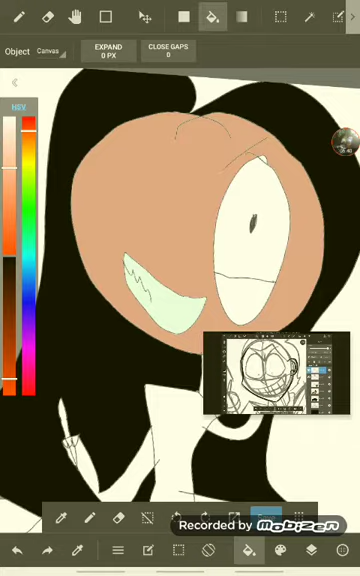 Object
Canvas
EXPAND
0 PX
CLOSE GAPS
0
HSV
Recorded by Mobizen